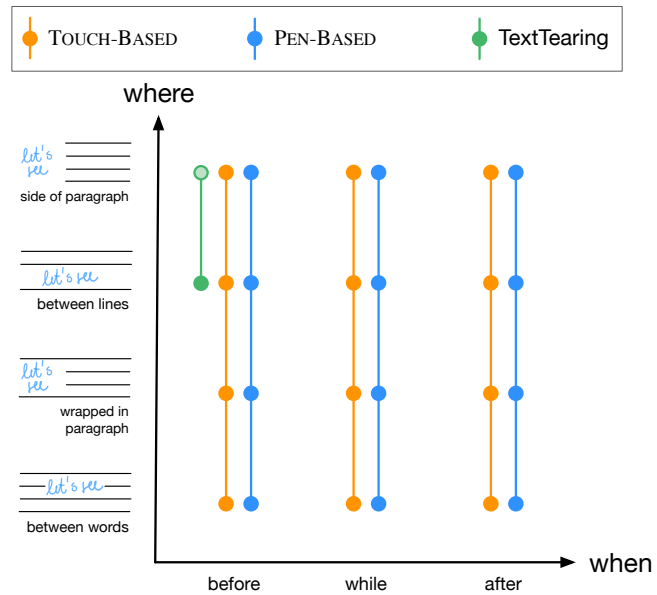 TOUCH-BASED PEN-BASED TextTearing
where
let's
see
side of paragraph
let's see
between lines
let's
see
wrapped in
paragraph
let's see
between words
when
before while after